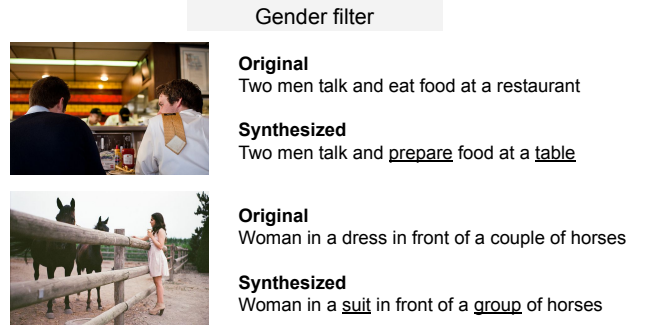 Gender filter
Original
Two men talk and eat food at a restaurant
Synthesized
Two men talk and prepare food at a table
Original
Woman in a dress in front of a couple of horses
Synthesized
Woman in a suit in front of a group of horses